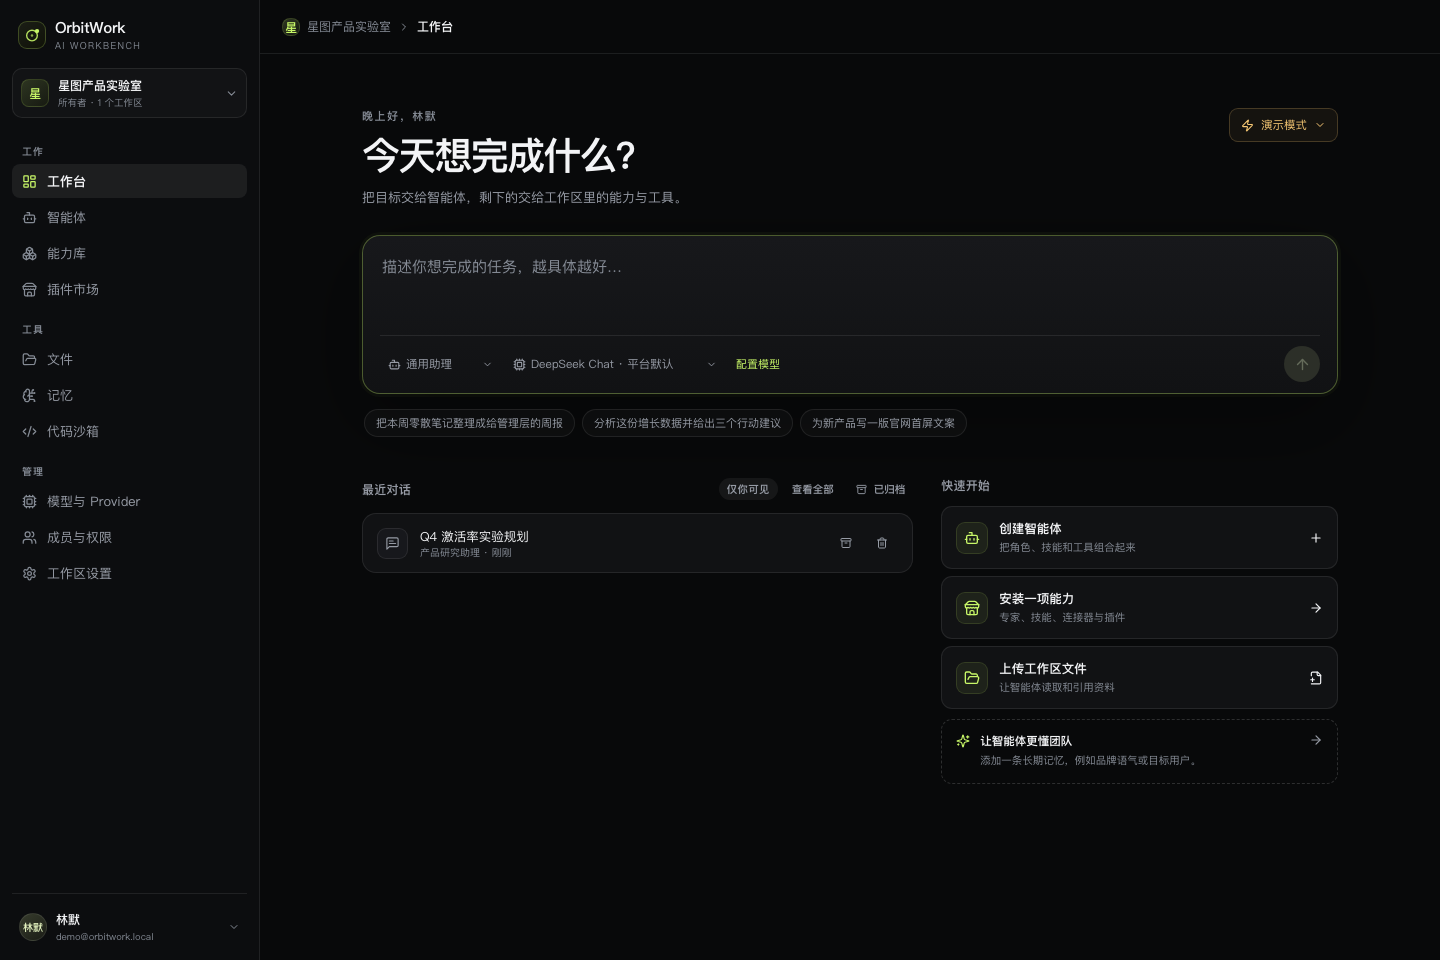 OrbitWork
AI WORKBENCH
星
星图产品实验室
所有者 · 1 个工作区
工作
工作台
智能体
能力库
插件市场
工具
文件
记忆
代码沙箱
管理
模型与 Provider
成员与权限
工作区设置
林默
林默
demo@orbitwork.local
星 星图产品实验室 > 工作台
晚上好，林默
今天想完成什么?
把目标交给智能体，剩下的交给工作区里的能力与工具。
演示模式
描述你想完成的任务，越具体越好...
通用助理
DeepSeek Chat · 平台默认
配置模型
把本周零散笔记整理成给管理层的周报
分析这份增长数据并给出三个行动建议
为新产品写一版官网首屏文案
最近对话
仅你可见
查看全部
已归档
Q4 激活率实验规划
产品研究助理 · 刚刚
快速开始
创建智能体
把角色、技能和工具组合起来
安装一项能力
专家、技能、连接器与插件
上传工作区文件
让智能体读取和引用资料
让智能体更懂团队
添加一条长期记忆，例如品牌语气或目标用户。